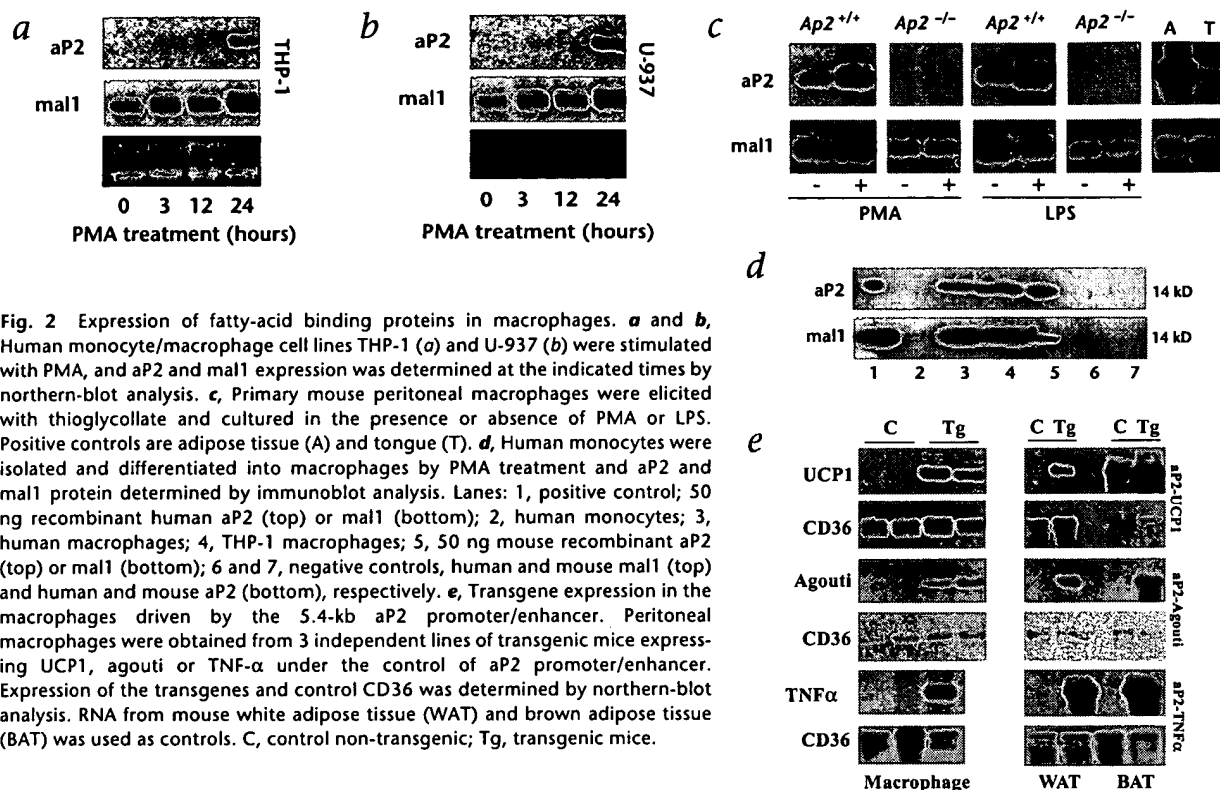 a
aP2
mal1
THP-1
0 3 12 24
PMA treatment (hours)
b
aP2
mal1
U-937
0 3 12 24
PMA treatment (hours)
c
Ap2 +/+ Ap2 −/− Ap2 +/+ Ap2 −/− A T
aP2
mal1
- + - + - + - +
PMA LPS
d
aP2 14 kD
mal1 14 kD
1 2 3 4 5 6 7
Fig. 2 Expression of fatty-acid binding proteins in macrophages. a and b,
Human monocyte/macrophage cell lines THP-1 (a) and U-937 (b) were stimulated
with PMA, and aP2 and mal1 expression was determined at the indicated times by
northern-blot analysis. c, Primary mouse peritoneal macrophages were elicited
with thioglycollate and cultured in the presence or absence of PMA or LPS.
Positive controls are adipose tissue (A) and tongue (T). d, Human monocytes were
isolated and differentiated into macrophages by PMA treatment and aP2 and
mal1 protein determined by immunoblot analysis. Lanes: 1, positive control; 50
ng recombinant human aP2 (top) or mal1 (bottom); 2, human monocytes; 3,
human macrophages; 4, THP-1 macrophages; 5, 50 ng mouse recombinant aP2
(top) or mal1 (bottom); 6 and 7, negative controls, human and mouse mal1 (top)
and human and mouse aP2 (bottom), respectively. e, Transgene expression in the
macrophages driven by the 5.4-kb aP2 promoter/enhancer. Peritoneal
macrophages were obtained from 3 independent lines of transgenic mice express-
ing UCP1, agouti or TNF-α under the control of aP2 promoter/enhancer.
Expression of the transgenes and control CD36 was determined by northern-blot
analysis. RNA from mouse white adipose tissue (WAT) and brown adipose tissue
(BAT) was used as controls. C, control non-transgenic; Tg, transgenic mice.
e
C Tg C Tg C Tg
UCP1
CD36
aP2-UCP1
Agouti
CD36
aP2-Agouti
TNFα
CD36
aP2-TNFα
Macrophage WAT BAT